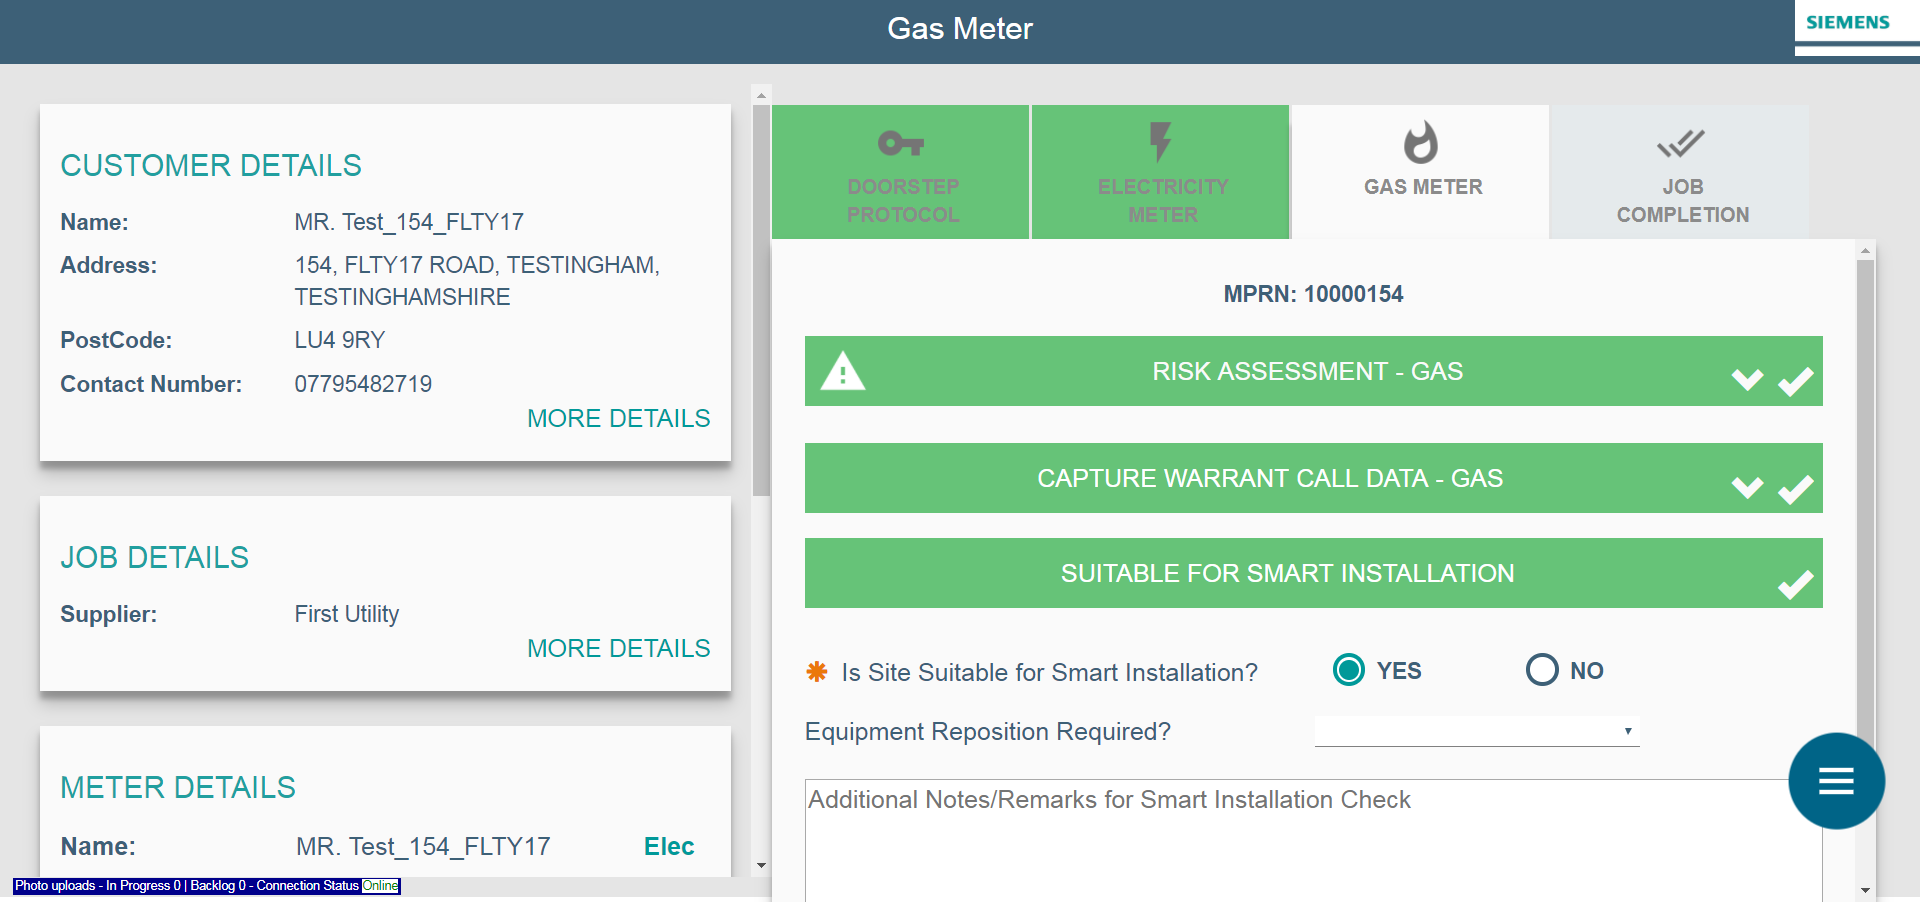 Gas Meter
SIEMENS
CUSTOMER DETAILS
Name: MR. Test_154_FLTY17
Address: 154, FLTY17 ROAD, TESTINGHAM,
TESTINGHAMSHIRE
PostCode: LU4 9RY
Contact Number: 07795482719
MORE DETAILS
JOB DETAILS
Supplier: First Utility
MORE DETAILS
METER DETAILS
Name: MR. Test_154_FLTY17 Elec
Photo uploads - In Progress 0 | Backlog 0 - Connection Status Online
DOORSTEP
PROTOCOL
ELECTRICITY
METER
GAS METER
JOB
COMPLETION
MPRN: 10000154
RISK ASSESSMENT - GAS
CAPTURE WARRANT CALL DATA - GAS
SUITABLE FOR SMART INSTALLATION
✱ Is Site Suitable for Smart Installation? YES NO
Equipment Reposition Required?
Additional Notes/Remarks for Smart Installation Check